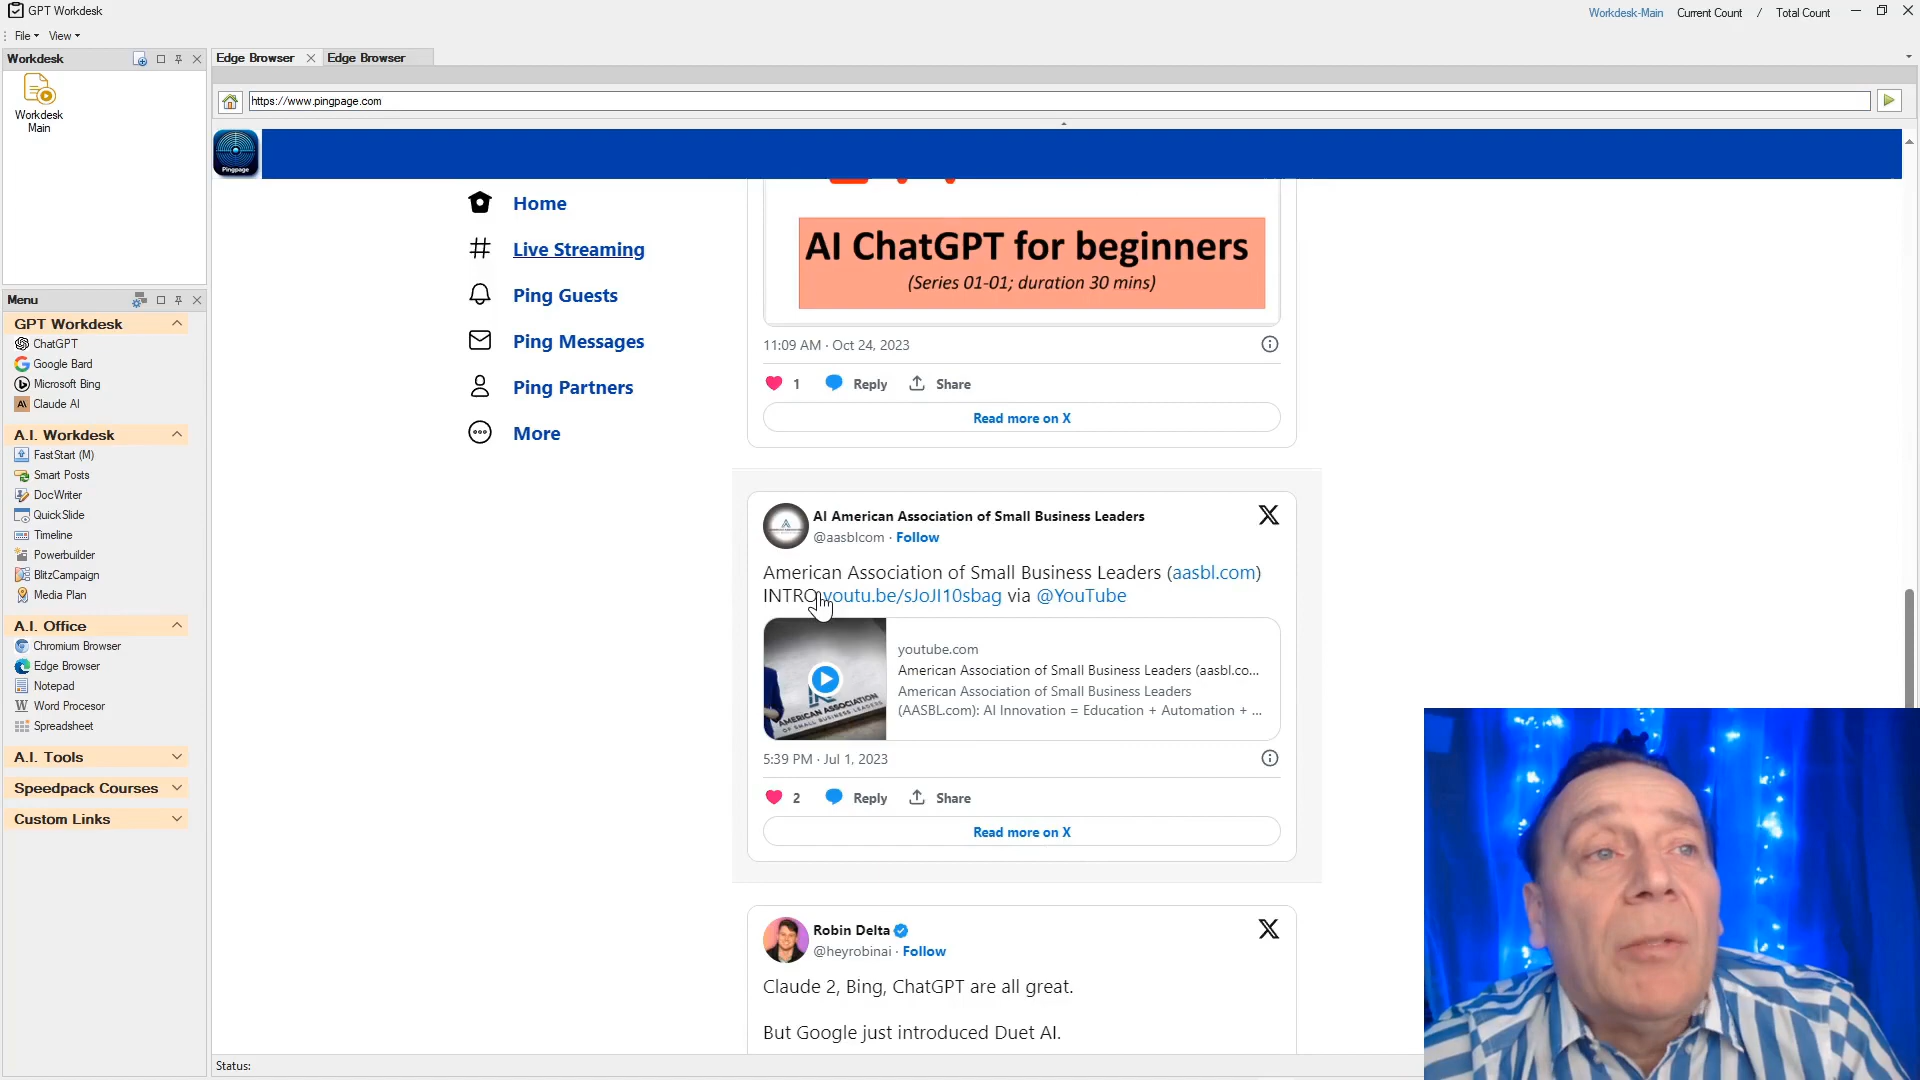 GPT Workdesk
Workdesk-Main Current Count / Total Count
File View
Workdesk
Workdesk
Main
Edge Browser Edge Browser
https://www.pingpage.com
Pingpage
Menu
GPT Workdesk
ChatGPT
Google Bard
Microsoft Bing
Claude AI
A.I. Workdesk
FastStart (M)
Smart Posts
DocWriter
QuickSlide
Timeline
Powerbuilder
BlitzCampaign
Media Plan
A.I. Office
Chromium Browser
Edge Browser
Notepad
Word Procesor
Spreadsheet
A.I. Tools
Speedpack Courses
Custom Links
Home
Live Streaming
Ping Guests
Ping Messages
Ping Partners
More
AI ChatGPT for beginners
(Series 01-01; duration 30 mins)
11:09 AM · Oct 24, 2023
1 Reply Share
Read more on X
AI American Association of Small Business Leaders
@aasblcom · Follow
American Association of Small Business Leaders (aasbl.com)
INTRO youtu.be/sJoJI10sbag via @YouTube
AMERICAN ASSOCIATION
OF SMALL BUSINESS LEADERS
youtube.com
American Association of Small Business Leaders (aasbl.co...
American Association of Small Business Leaders
(AASBL.com): AI Innovation = Education + Automation + ...
5:39 PM · Jul 1, 2023
2 Reply Share
Read more on X
Robin Delta
@heyrobinai · Follow
Claude 2, Bing, ChatGPT are all great.
But Google just introduced Duet AI.
Status: